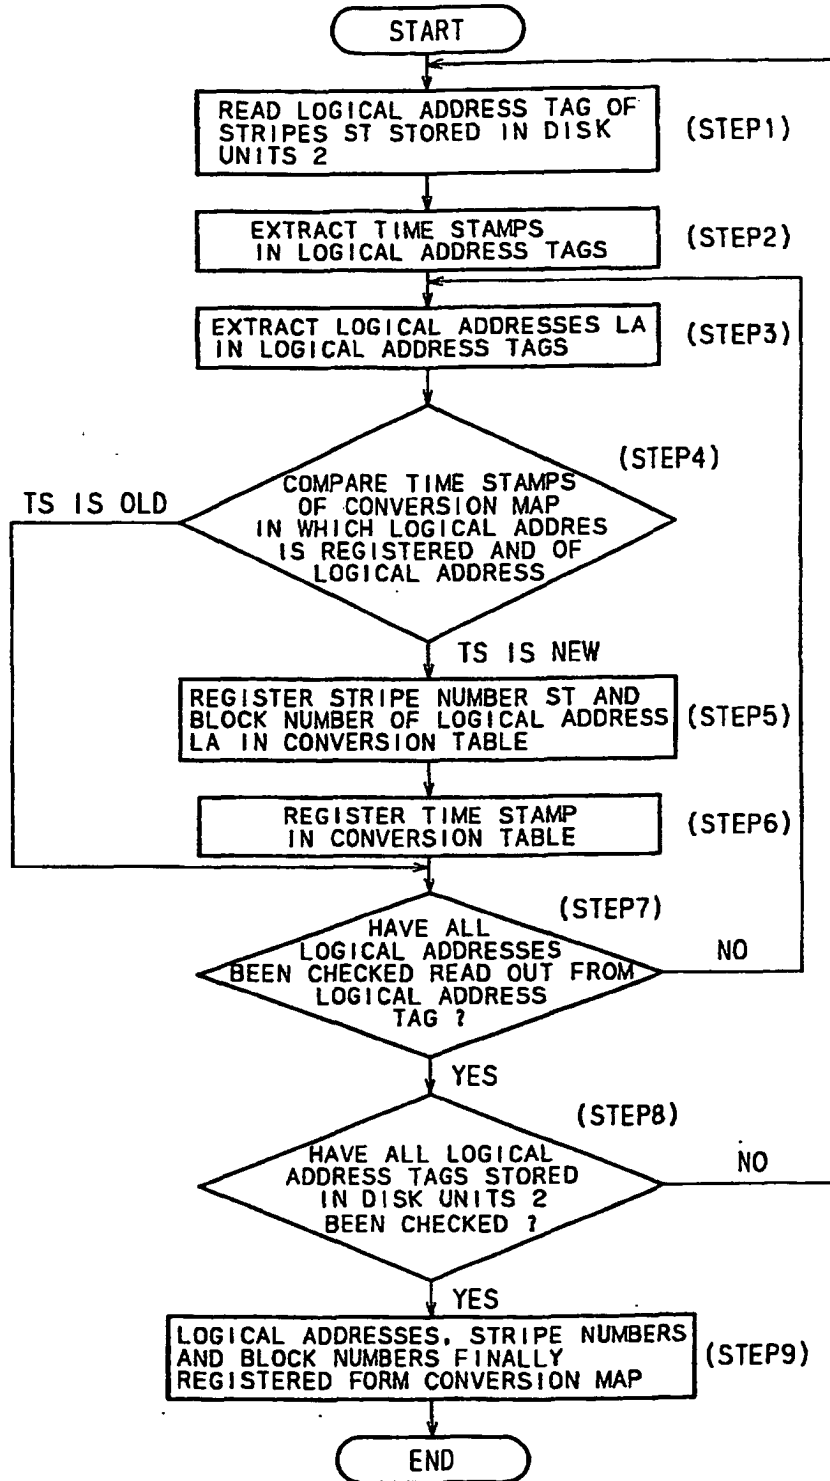 START
READ LOGICAL ADDRESS TAG OF
STRIPES ST STORED IN DISK
UNITS 2
(STEP1)
EXTRACT TIME STAMPS
IN LOGICAL ADDRESS TAGS
(STEP2)
EXTRACT LOGICAL ADDRESSES LA
IN LOGICAL ADDRESS TAGS
(STEP3)
(STEP4)
COMPARE TIME STAMPS
OF CONVERSION MAP
IN WHICH LOGICAL ADDRES
IS REGISTERED AND OF
LOGICAL ADDRESS
TS IS OLD
TS IS NEW
REGISTER STRIPE NUMBER ST AND
BLOCK NUMBER OF LOGICAL ADDRESS
LA IN CONVERSION TABLE
(STEP5)
REGISTER TIME STAMP
IN CONVERSION TABLE
(STEP6)
(STEP7)
HAVE ALL
LOGICAL ADDRESSES
BEEN CHECKED READ OUT FROM
LOGICAL ADDRESS
TAG ?
NO
YES
(STEP8)
HAVE ALL LOGICAL
ADDRESS TAGS STORED
IN DISK UNITS 2
BEEN CHECKED ?
NO
YES
LOGICAL ADDRESSES, STRIPE NUMBERS
AND BLOCK NUMBERS FINALLY
REGISTERED FORM CONVERSION MAP
(STEP9)
END